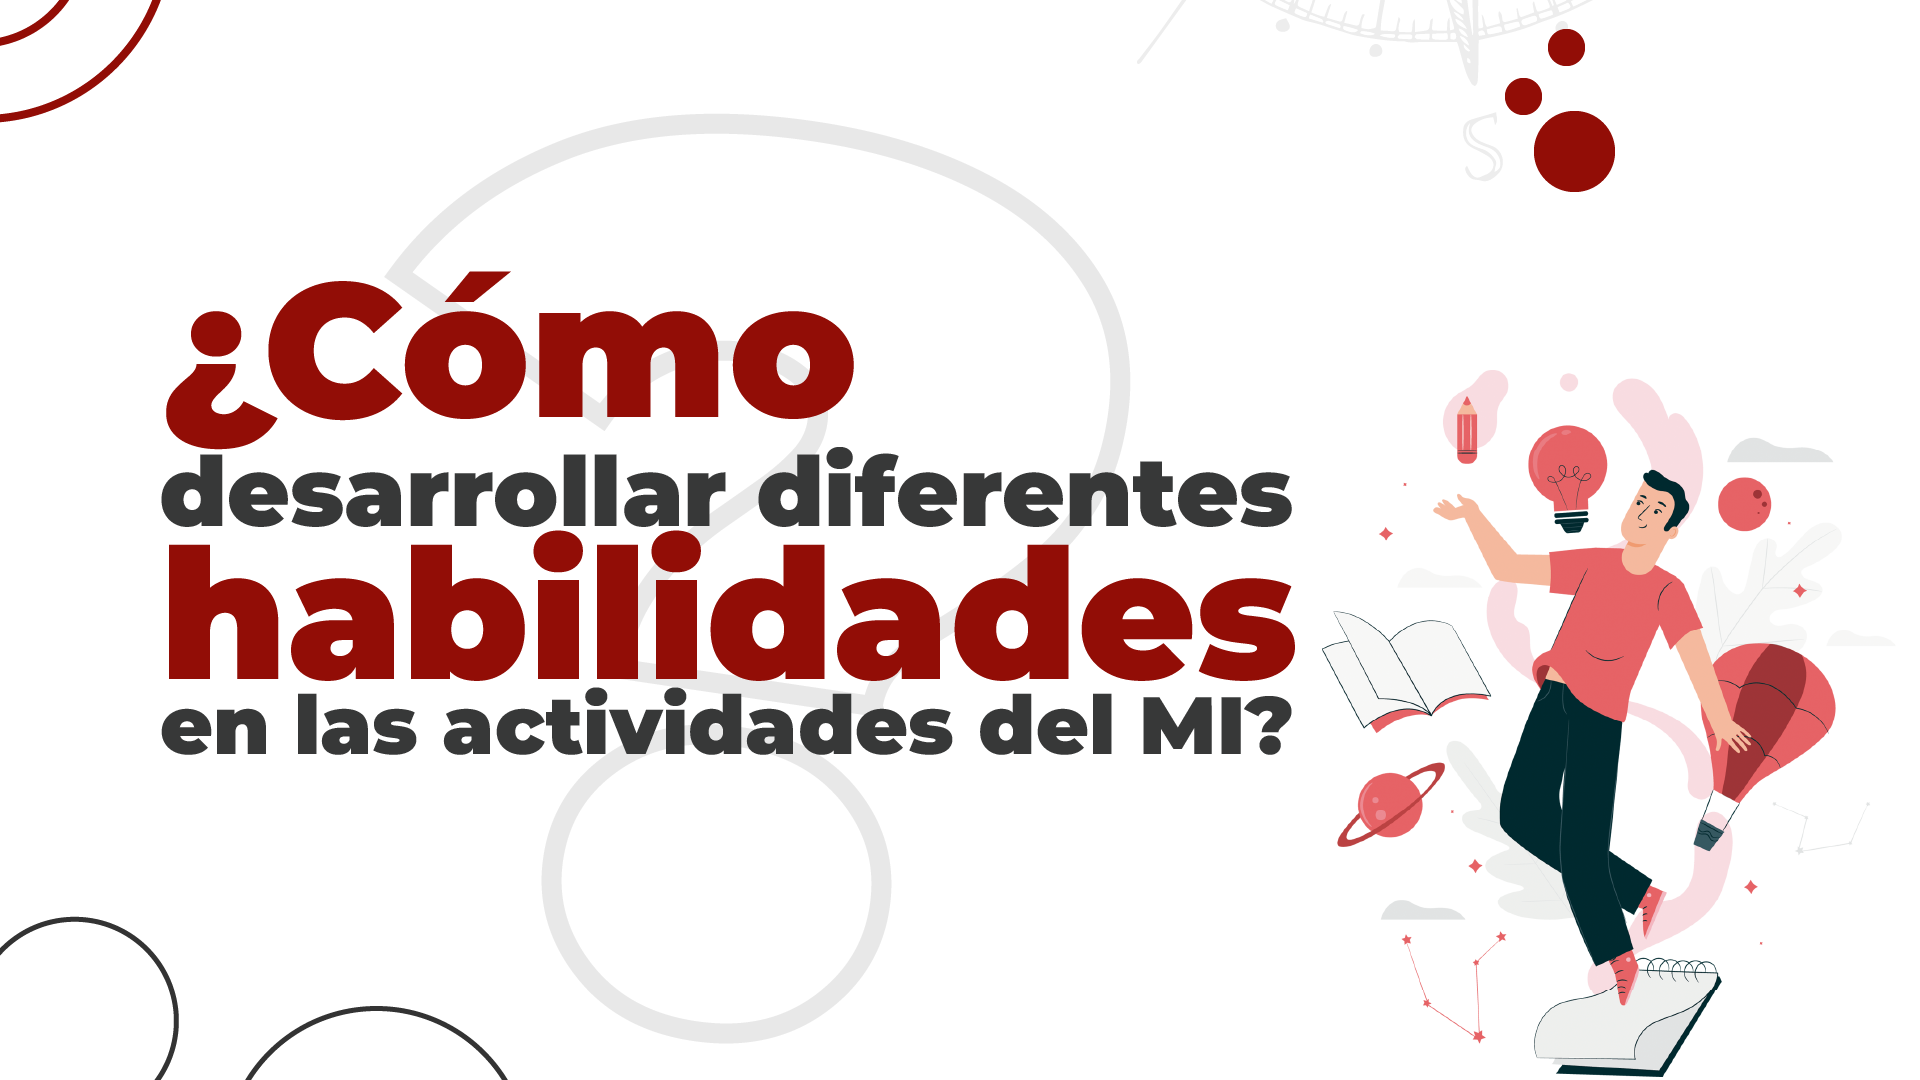 S
¿Cómo
desarrollar diferentes
habilidades
en las actividades del MI?